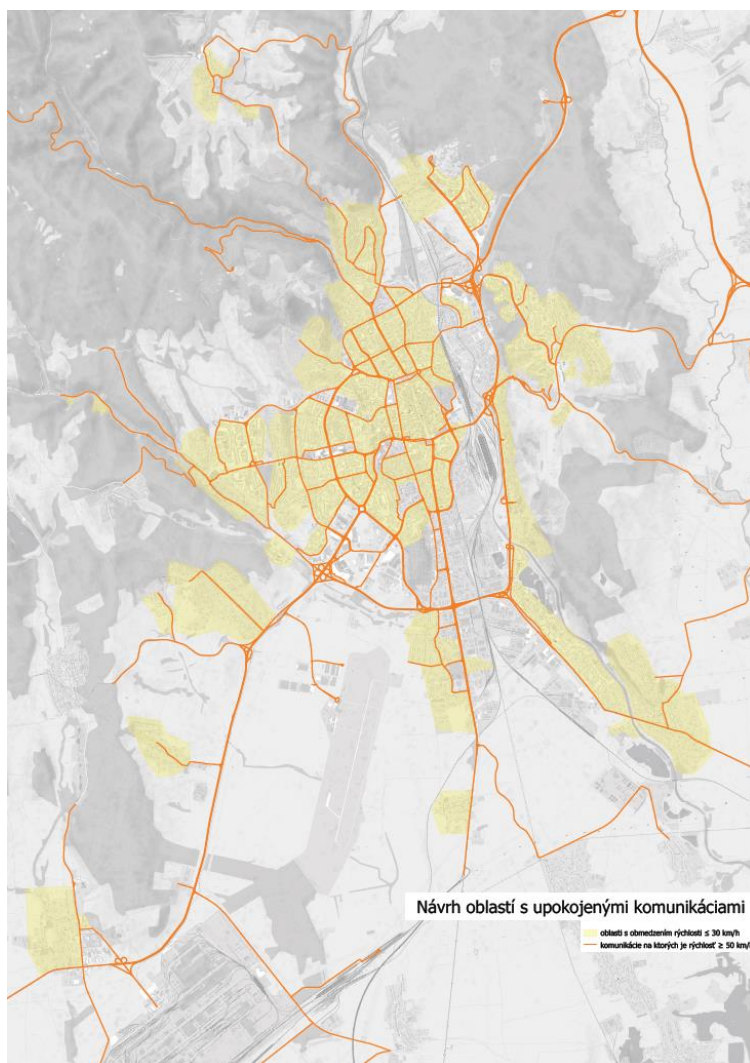 Návrh oblastí s upokojenými komunikáciami
oblasti s obmedzením rýchlosti ≤ 30 km/h
komunikácie na ktorých je rýchlosť ≥ 50 km/h